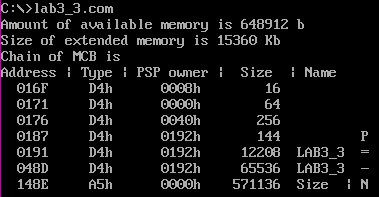 C:\>lab3_3.com
Amount of available memory is 648912 b
Size of extended memory is 15360 Kb
Chain of MCB is
Address | Type | PSP owner | Size | Name
016F D4h 0008h 16
0171 D4h 0000h 64
0176 D4h 0040h 256
0187 D4h 0192h 144 P
0191 D4h 0192h 12208 LAB3_3 =
048D D4h 0192h 65536 LAB3_3 -
148E A5h 0000h 571136 Size | N